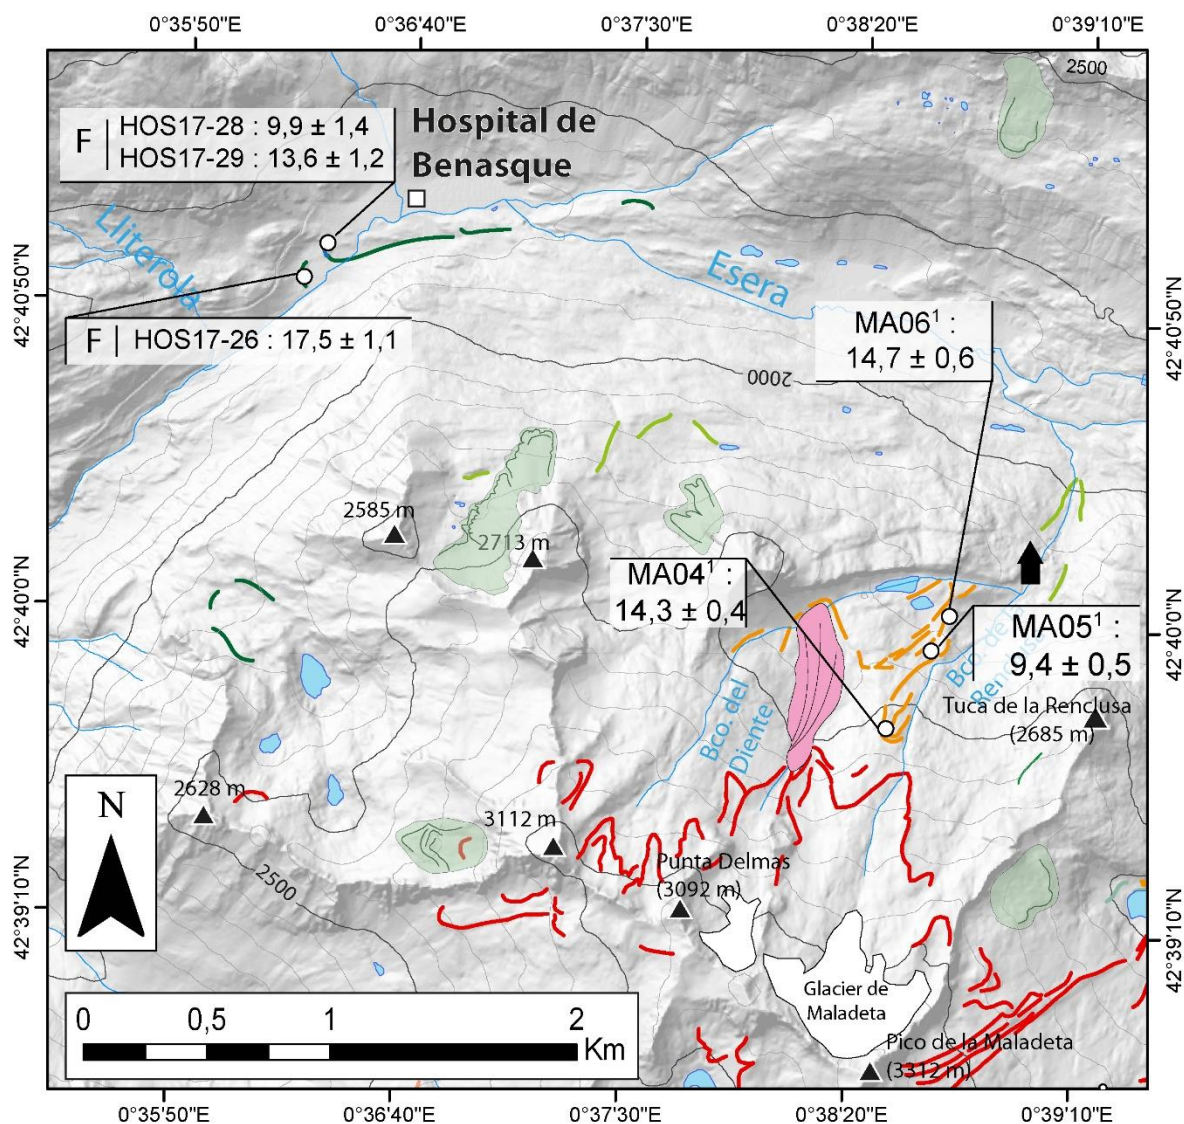 0°35'50"E
0°36'40"E
0°37'30"E
0°38'20"E
0°39'10"E
2500
F
HOS17-28 : 9,9 ± 1,4
HOS17-29 : 13,6 ± 1,2
Hospital de
Benasque
Lliterola
Esera
42°40'50"N
42°40'50"N
F
HOS17-26 : 17,5 ± 1,1
MA06¹ :
14,7 ± 0,6
2000
2585 m
2713 m
MA04¹ :
14,3 ± 0,4
42°40'0"N
42°40'0"N
MA05¹ :
9,4 ± 0,5
Bco. de la
Renclusa
Bco. del
Diente
Tuca de la Renclusa
(2685 m)
N
2628 m
3112 m
Punta Delmas
(3092 m)
2500
42°39'10"N
42°39'10"N
Glacier de
Maladeta
Pico de la Maladeta
(3312 m)
0
0,5
1
2
Km
0°35'50"E
0°36'40"E
0°37'30"E
0°38'20"E
0°39'10"E